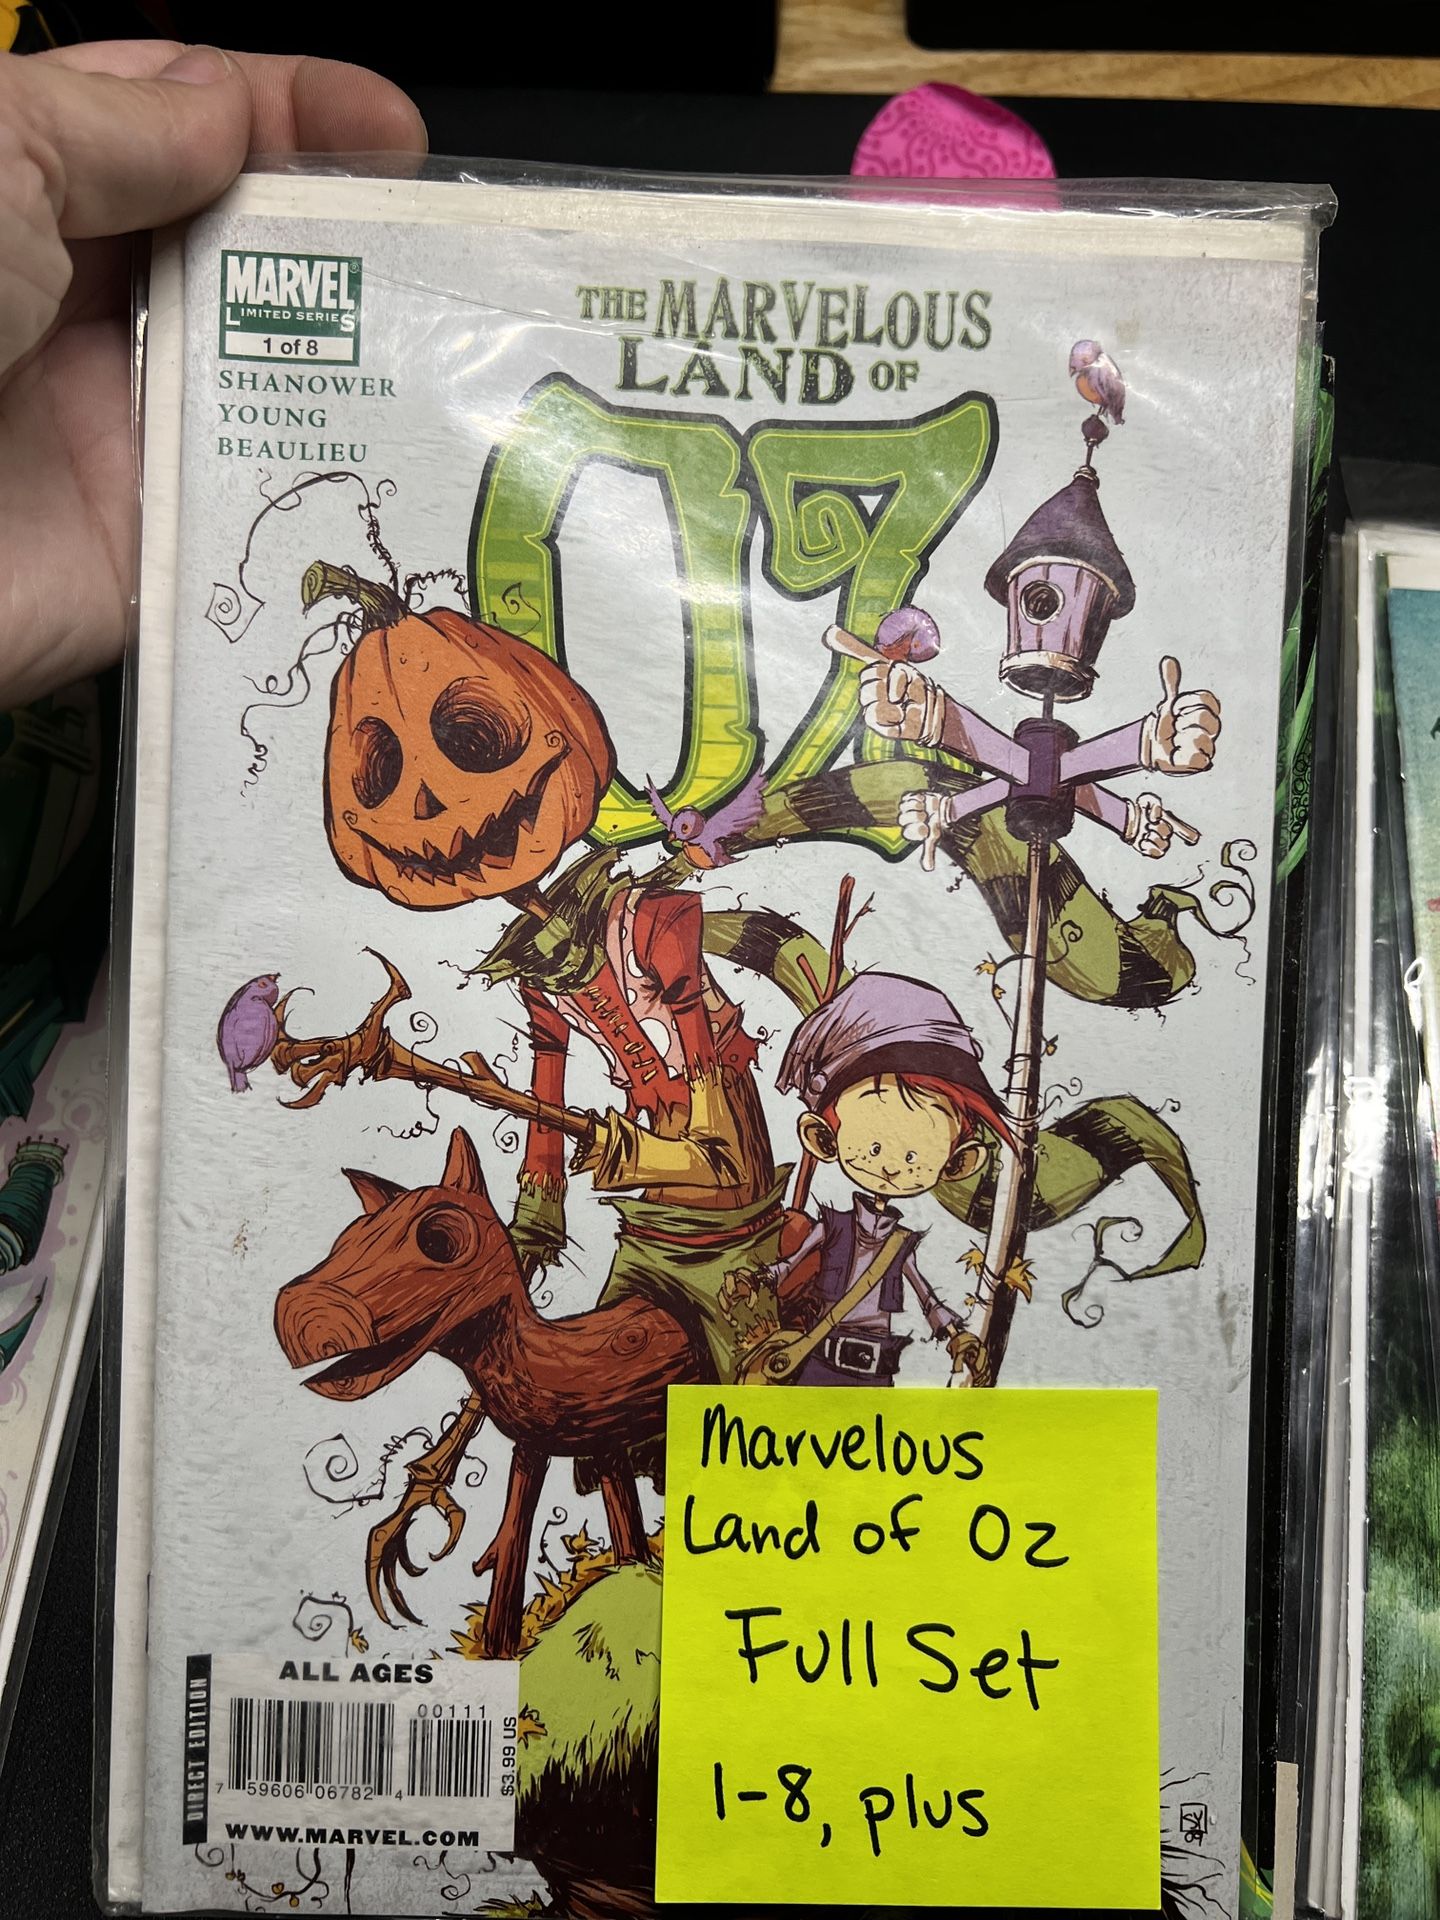 MARVEL
LIMITED SERIES
1 of 8
SHANOWER
YOUNG
BEAULIEU
THE MARVELOUS
LAND OF
OZ
ALL AGES
00111
DIRECT EDITION
$3.99 US
7 59606 06782 4
WWW.MARVEL.COM
Marvelous
Land of Oz
Full Set
1-8, plus